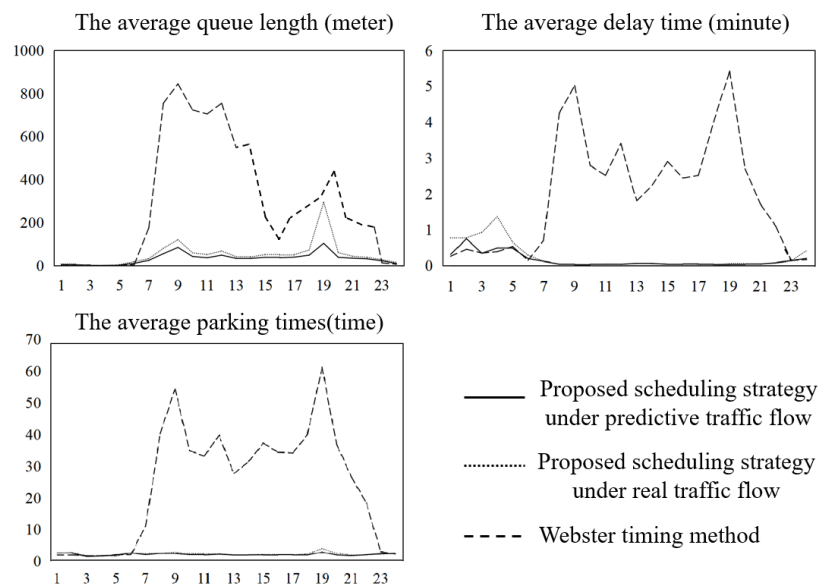 The average queue length (meter)
1000
800
600
400
200
0
1 3 5 7 9 11 13 15 17 19 21 23
The average delay time (minute)
6
5
4
3
2
1
0
1 3 5 7 9 11 13 15 17 19 21 23
The average parking times(time)
70
60
50
40
30
20
10
0
1 3 5 7 9 11 13 15 17 19 21 23
Proposed scheduling strategy
under predictive traffic flow
Proposed scheduling strategy
under real traffic flow
Webster timing method